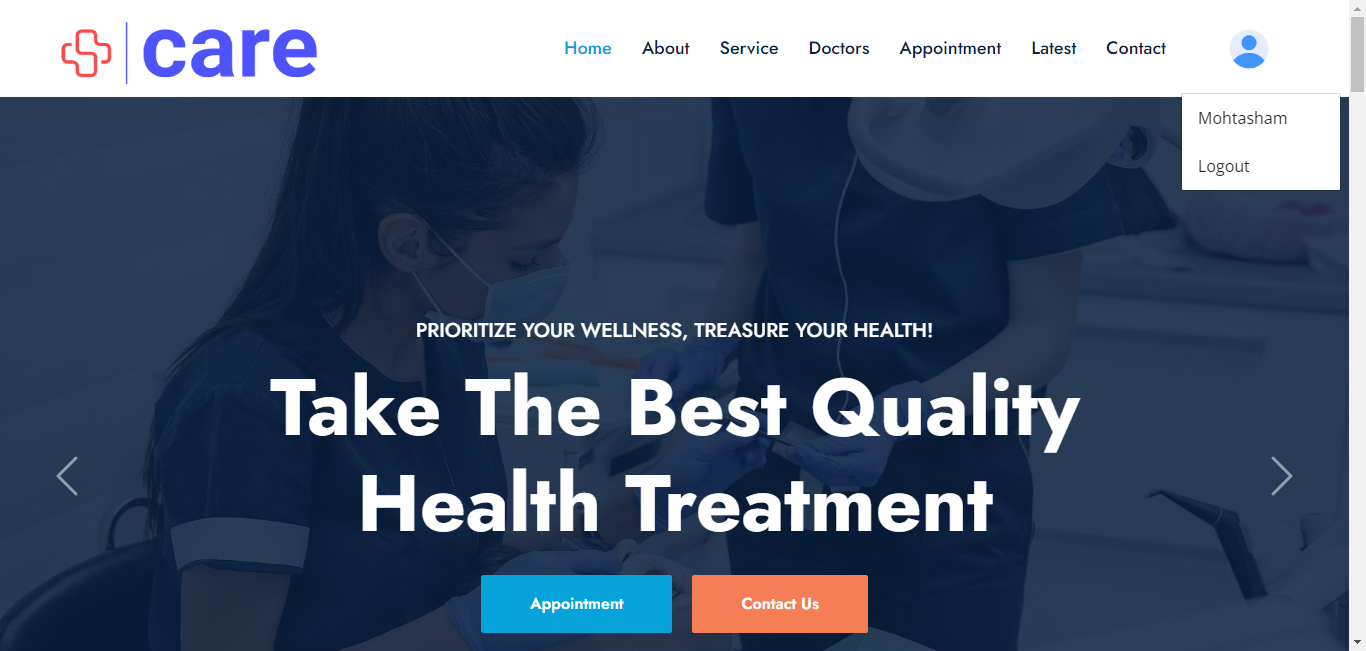 care
Home About Service Doctors Appointment Latest Contact
Mohtasham
Logout
PRIORITIZE YOUR WELLNESS, TREASURE YOUR HEALTH!
Take The Best Quality
Health Treatment
Appointment Contact Us